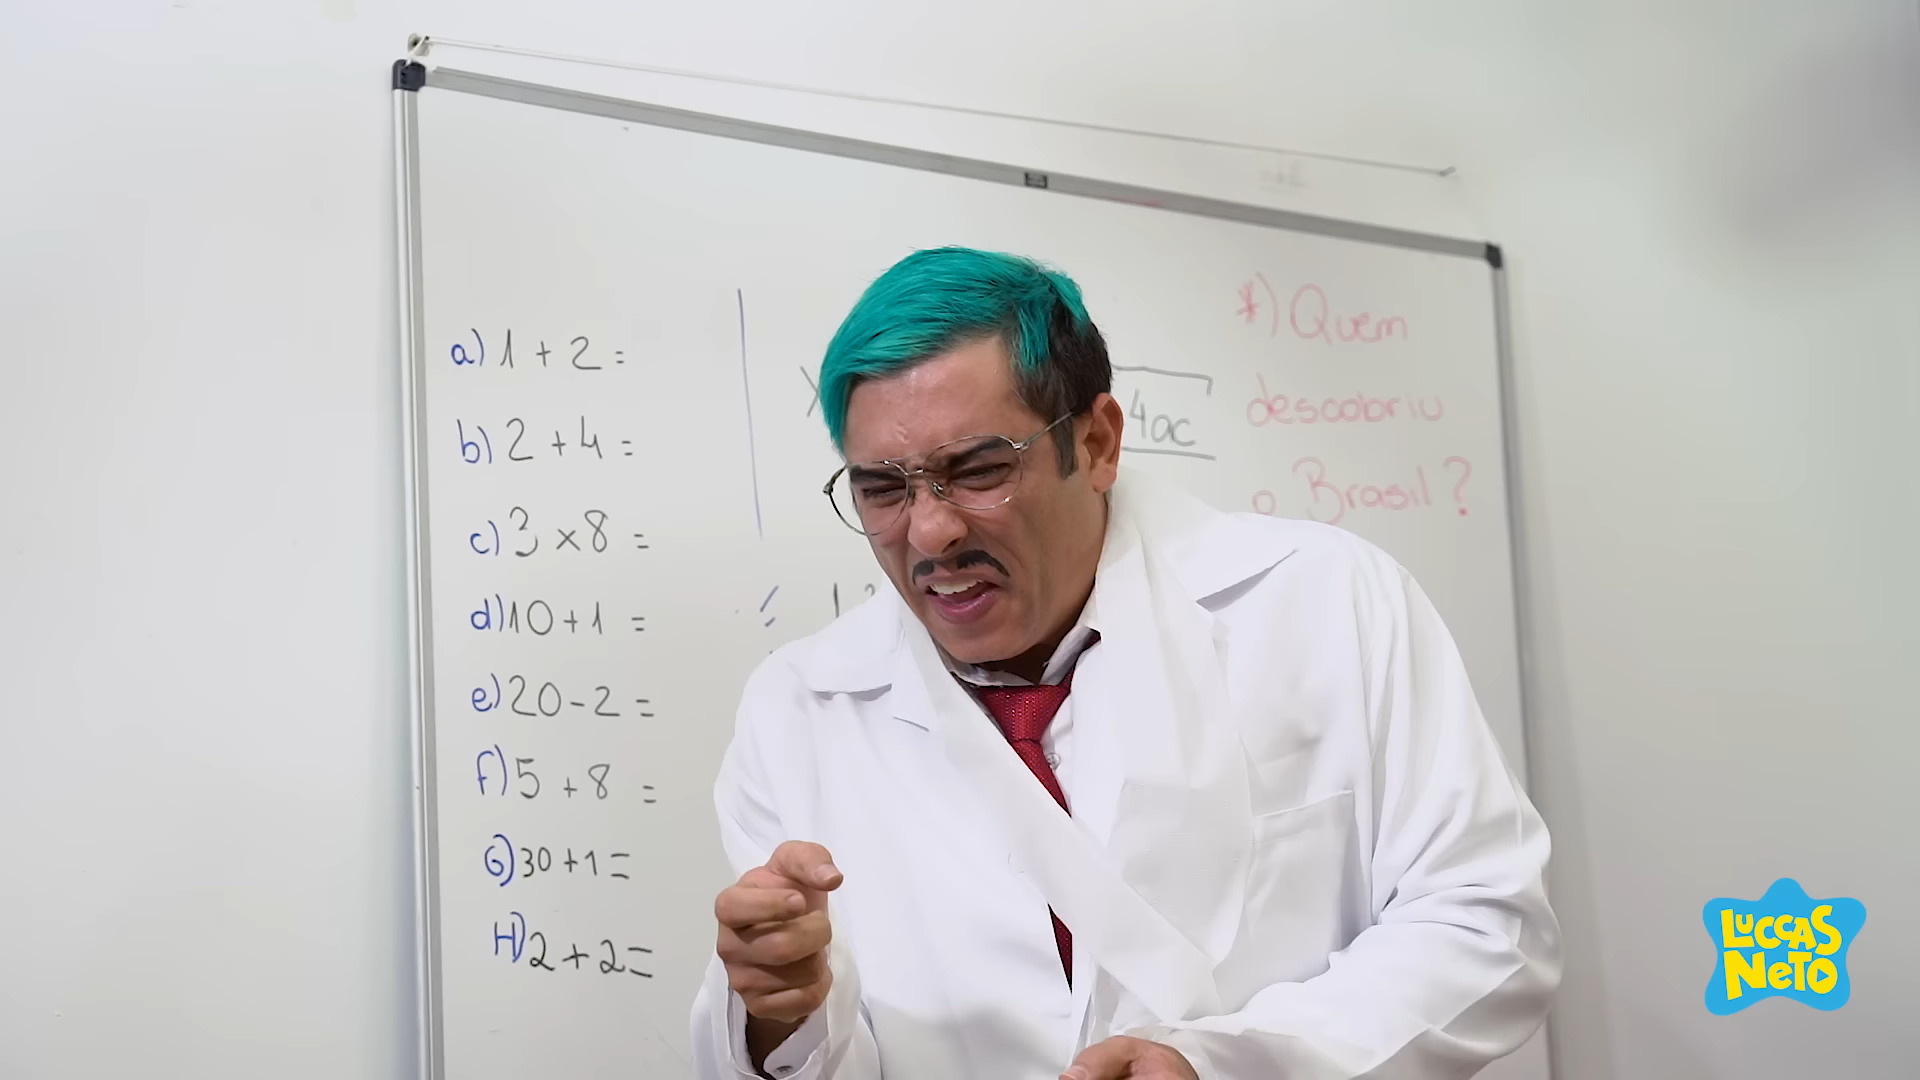 a) 1 + 2 =
b) 2 + 4 =
c) 3 x 8 =
d) 10 + 1 =
e) 20 - 2 =
f) 5 + 8 =
G) 30 + 1 =
H) 2 + 2 =
4ac
*) Quem
descobriu
o Brasil?
LUCCAS
NETO